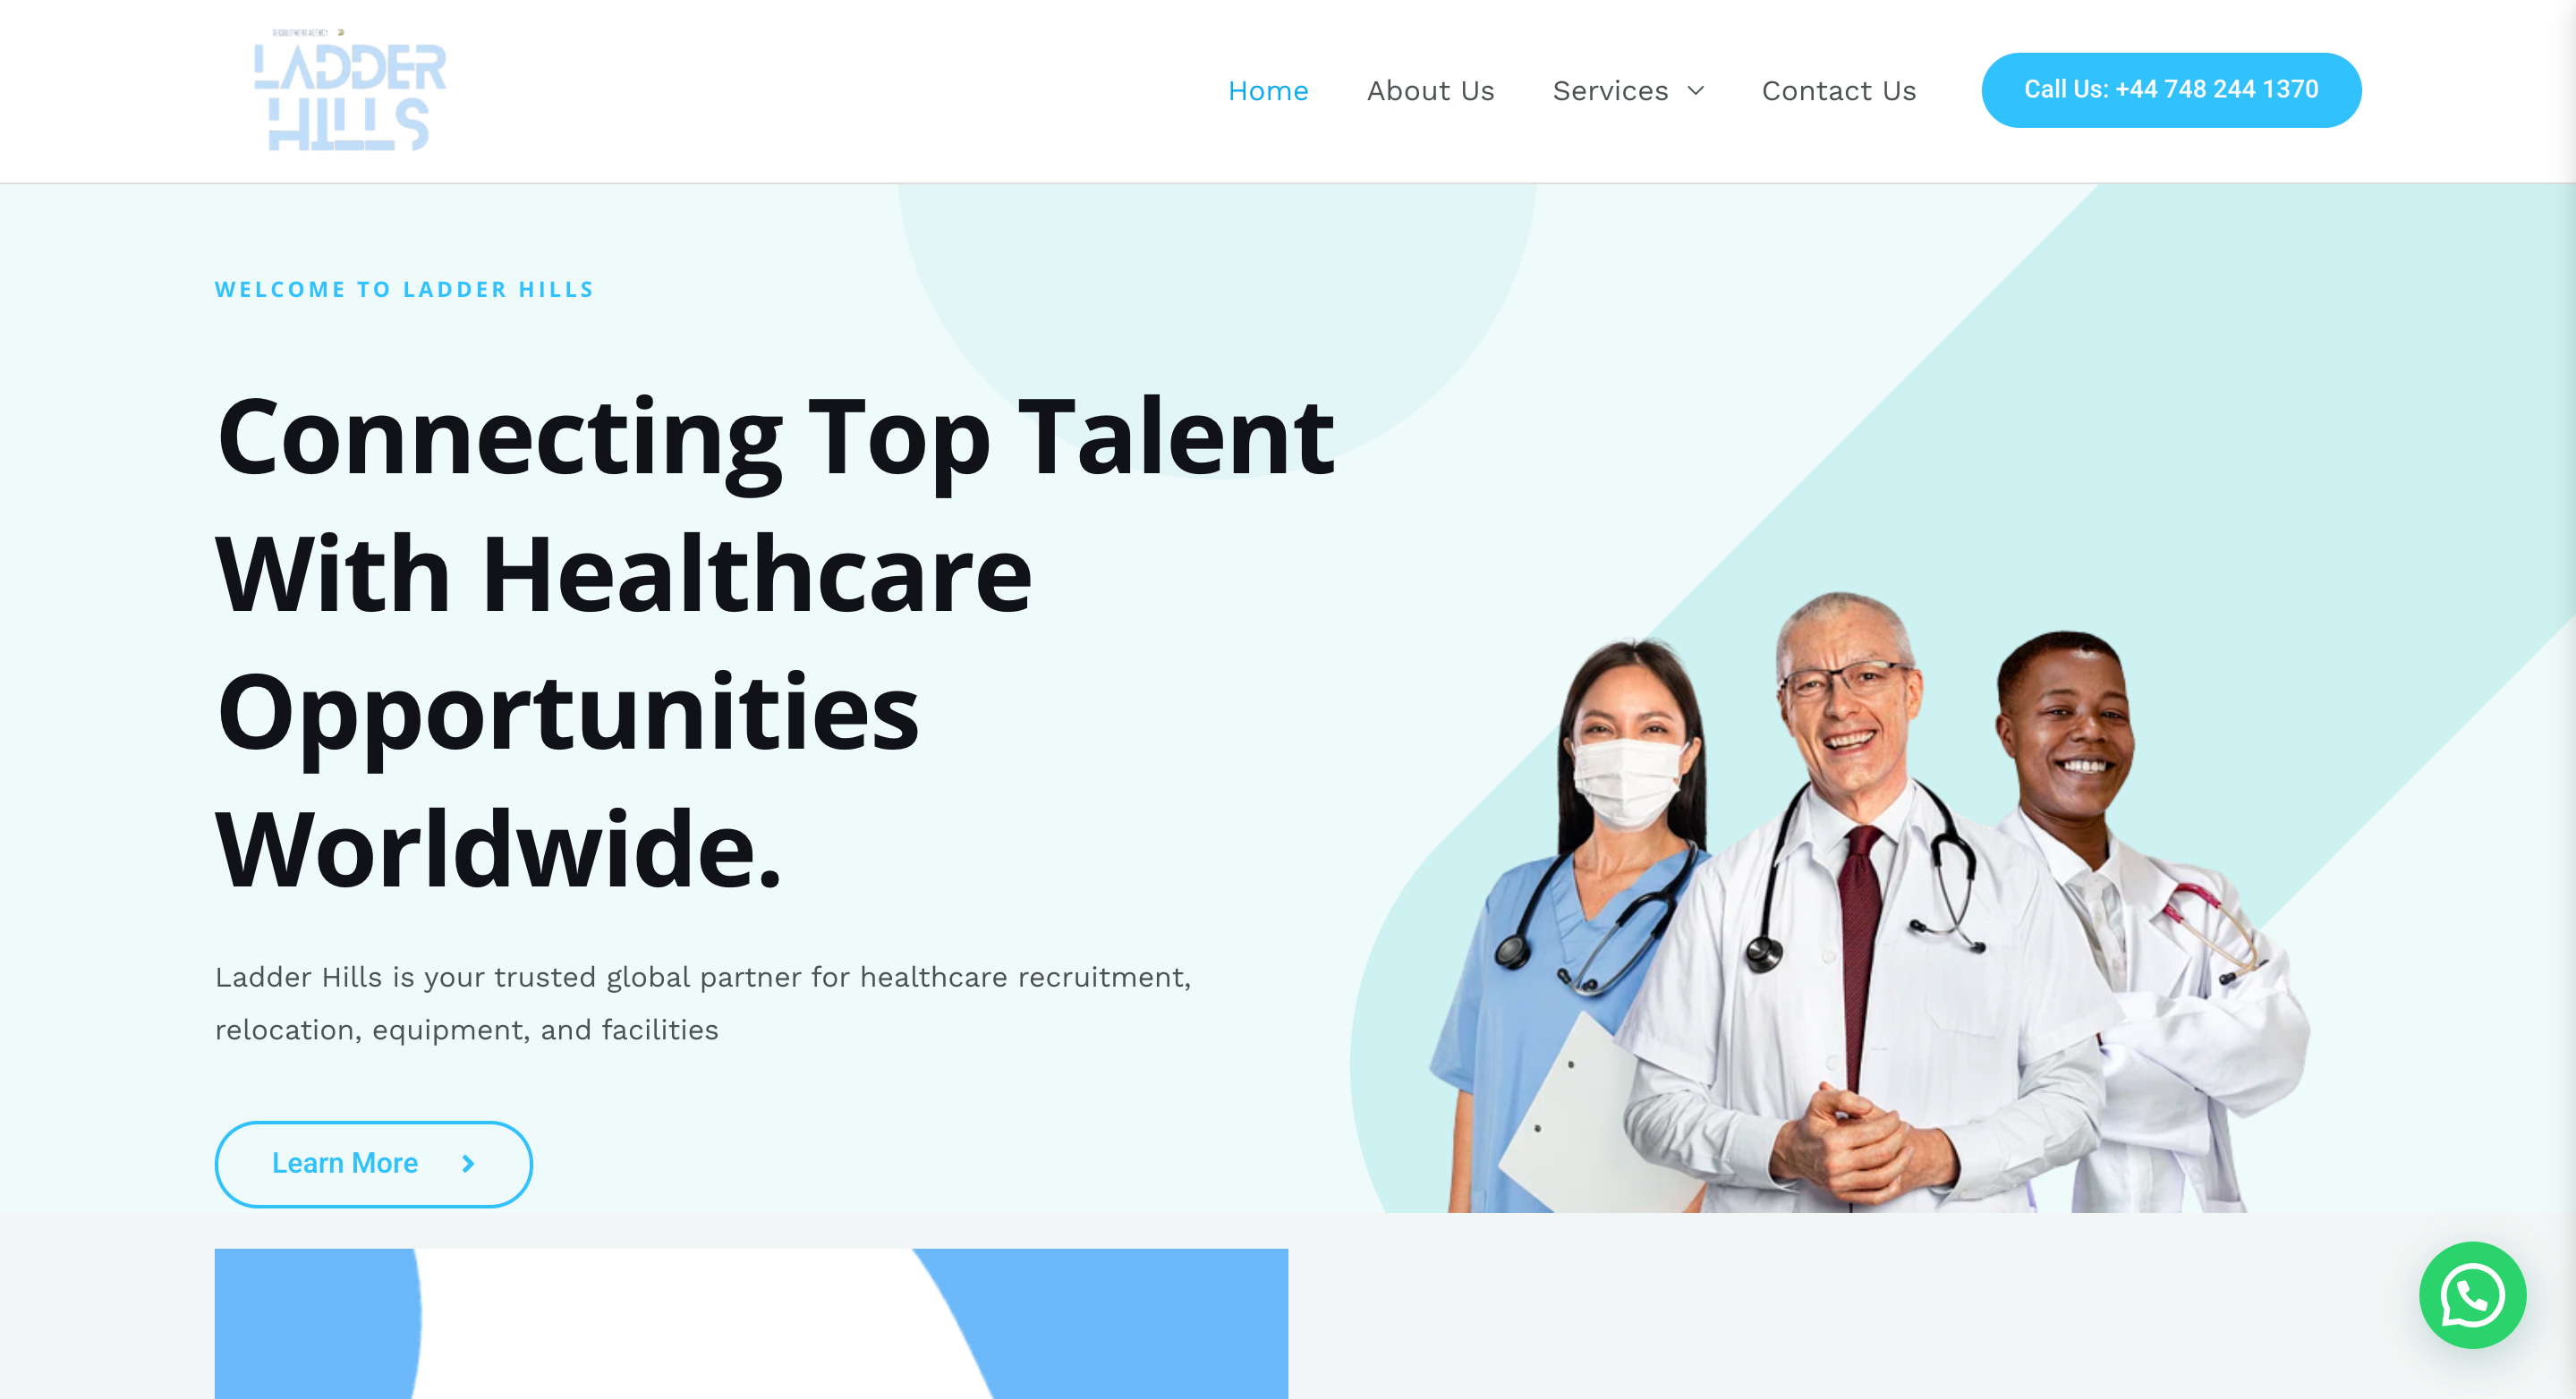 RECRUITMENT AGENCY
LADDER
HILLS
Home
About Us
Services
Contact Us
Call Us: +44 748 244 1370
WELCOME TO LADDER HILLS
Connecting Top Talent
With Healthcare
Opportunities
Worldwide.
Ladder Hills is your trusted global partner for healthcare recruitment,
relocation, equipment, and facilities
Learn More